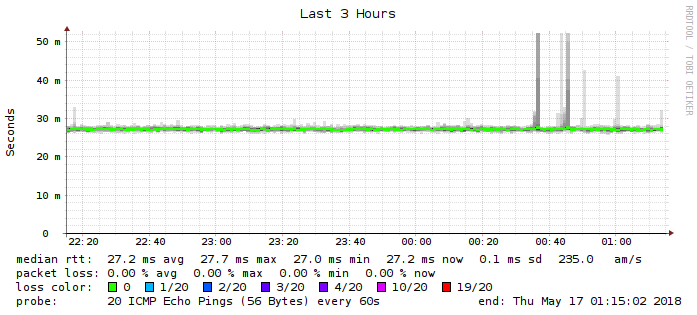 Last 3 Hours
RRDTOOL / TOBI OETIKER
Seconds
50 m
40 m
30 m
20 m
10 m
0
22:20 22:40 23:00 23:20 23:40 00:00 00:20 00:40 01:00
median rtt: 27.2 ms avg 27.7 ms max 27.0 ms min 27.2 ms now 0.1 ms sd 235.0 am/s
packet loss: 0.00 % avg 0.00 % max 0.00 % min 0.00 % now
loss color: 0 1/20 2/20 3/20 4/20 10/20 19/20
probe: 20 ICMP Echo Pings (56 Bytes) every 60s end: Thu May 17 01:15:02 2018